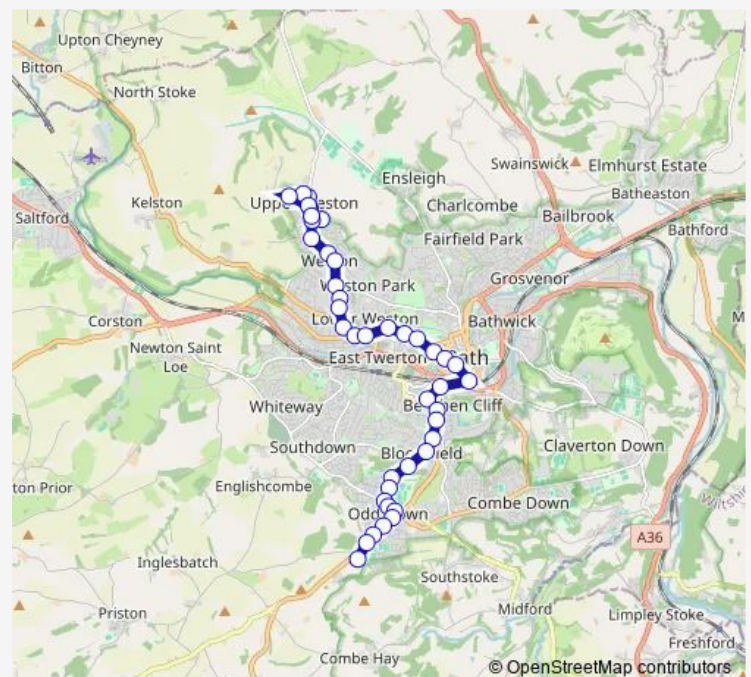 Upton Cheyney
Bitton
North Stoke
Swainswick
Elmhurst Estate
Ensleigh
Batheaston
Kelston
Charlcombe
Saltford
Bailbrook
Bathford
Fairfield Park
Weston Park
Grosvenor
Corston
Bathwick
Newton Saint
Loe
East Twerton
Whiteway
Southdown
Claverton Down
Englishcombe
ton Prior
Combe Down
A36
Inglesbatch
Southstoke
Priston
Midford
Limpley Stoke
Freshford
Combe Hay
© OpenStreetMap contributors